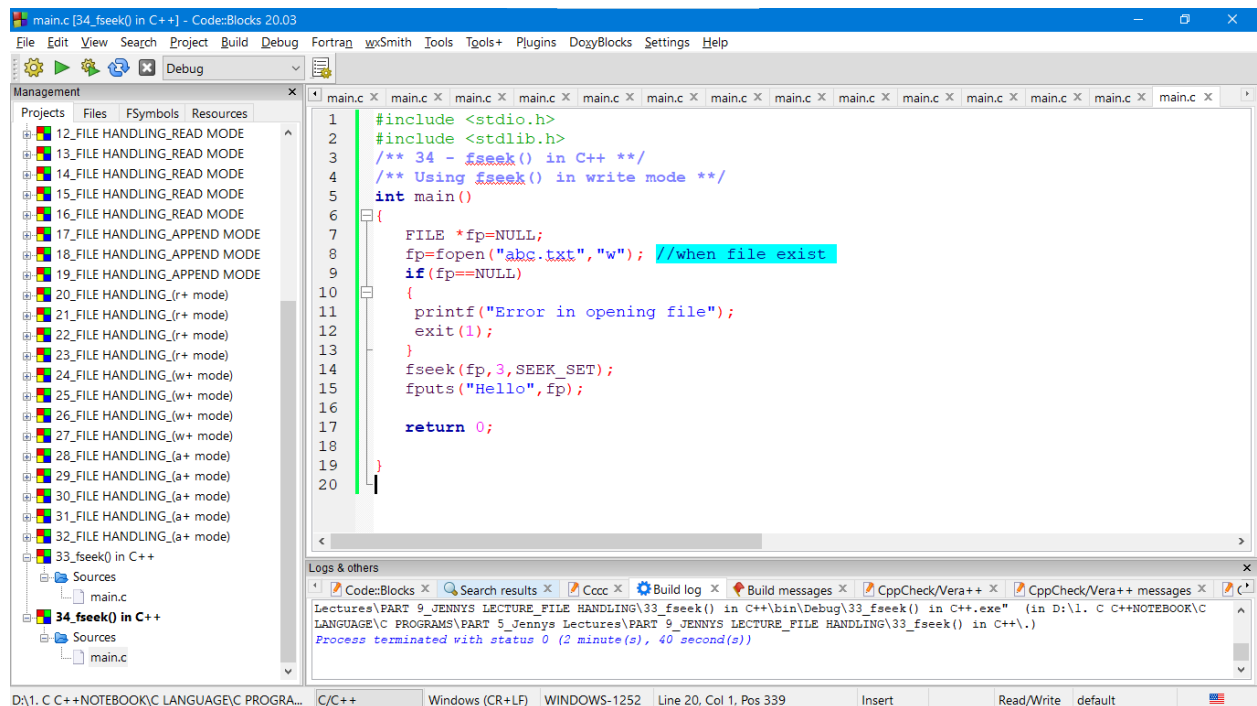 main.c [34_fseek() in C++] - Code::Blocks 20.03
File Edit View Search Project Build Debug Fortran wxSmith Tools Tools+ Plugins DoxyBlocks Settings Help
Debug
Management
Projects Files FSymbols Resources
12_FILE HANDLING_READ MODE
13_FILE HANDLING_READ MODE
14_FILE HANDLING_READ MODE
15_FILE HANDLING_READ MODE
16_FILE HANDLING_READ MODE
17_FILE HANDLING_APPEND MODE
18_FILE HANDLING_APPEND MODE
19_FILE HANDLING_APPEND MODE
20_FILE HANDLING_(r+ mode)
21_FILE HANDLING_(r+ mode)
22_FILE HANDLING_(r+ mode)
23_FILE HANDLING_(r+ mode)
24_FILE HANDLING_(w+ mode)
25_FILE HANDLING_(w+ mode)
26_FILE HANDLING_(w+ mode)
27_FILE HANDLING_(w+ mode)
28_FILE HANDLING_(a+ mode)
29_FILE HANDLING_(a+ mode)
30_FILE HANDLING_(a+ mode)
31_FILE HANDLING_(a+ mode)
32_FILE HANDLING_(a+ mode)
33_fseek() in C++
Sources
main.c
34_fseek() in C++
Sources
main.c
main.c main.c main.c main.c main.c main.c main.c main.c main.c main.c main.c main.c main.c main.c
1 #include <stdio.h>
2 #include <stdlib.h>
3 /** 34 - fseek() in C++ **/
4 /** Using fseek() in write mode **/
5 int main()
6 {
7 FILE *fp=NULL;
8 fp=fopen("abc.txt","w"); //when file exist
9 if(fp==NULL)
10 {
11 printf("Error in opening file");
12 exit(1);
13 }
14 fseek(fp,3,SEEK_SET);
15 fputs("Hello",fp);
16
17 return 0;
18
19 }
20
Logs & others
Code::Blocks Search results Cccc Build log Build messages CppCheck/Vera++ CppCheck/Vera++ messages
Lectures\PART 9_JENNYS LECTURE_FILE HANDLING\33_fseek() in C++\bin\Debug\33_fseek() in C++.exe" (in D:\1. C C++NOTEBOOK\C
LANGUAGE\C PROGRAMS\PART 5_Jennys Lectures\PART 9_JENNYS LECTURE_FILE HANDLING\33_fseek() in C++\.)
Process terminated with status 0 (2 minute(s), 40 second(s))
D:\1. C C++NOTEBOOK\C LANGUAGE\C PROGRA... C/C++ Windows (CR+LF) WINDOWS-1252 Line 20, Col 1, Pos 339 Insert Read/Write default